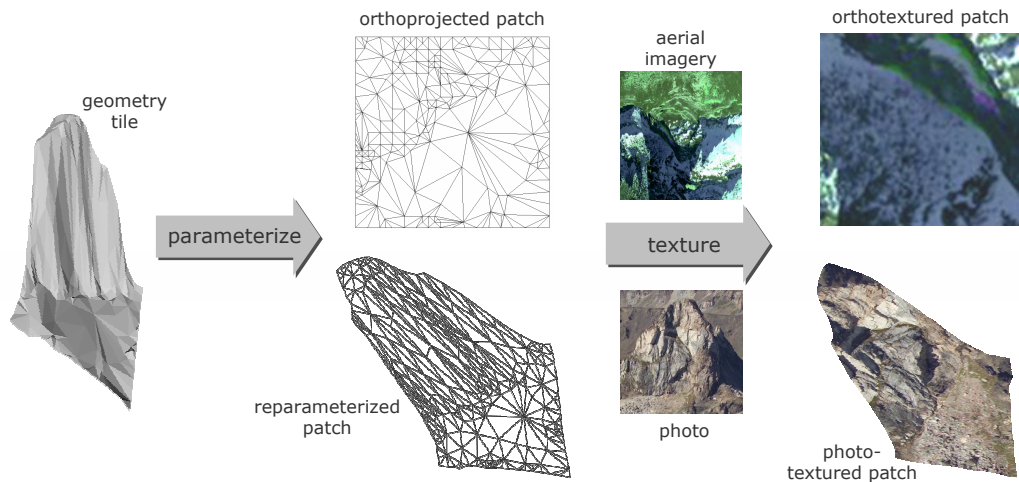 orthoprojected patch
orthotextured patch
aerial
imagery
geometry
tile
parameterize
texture
reparameterized
patch
photo
photo-
textured patch